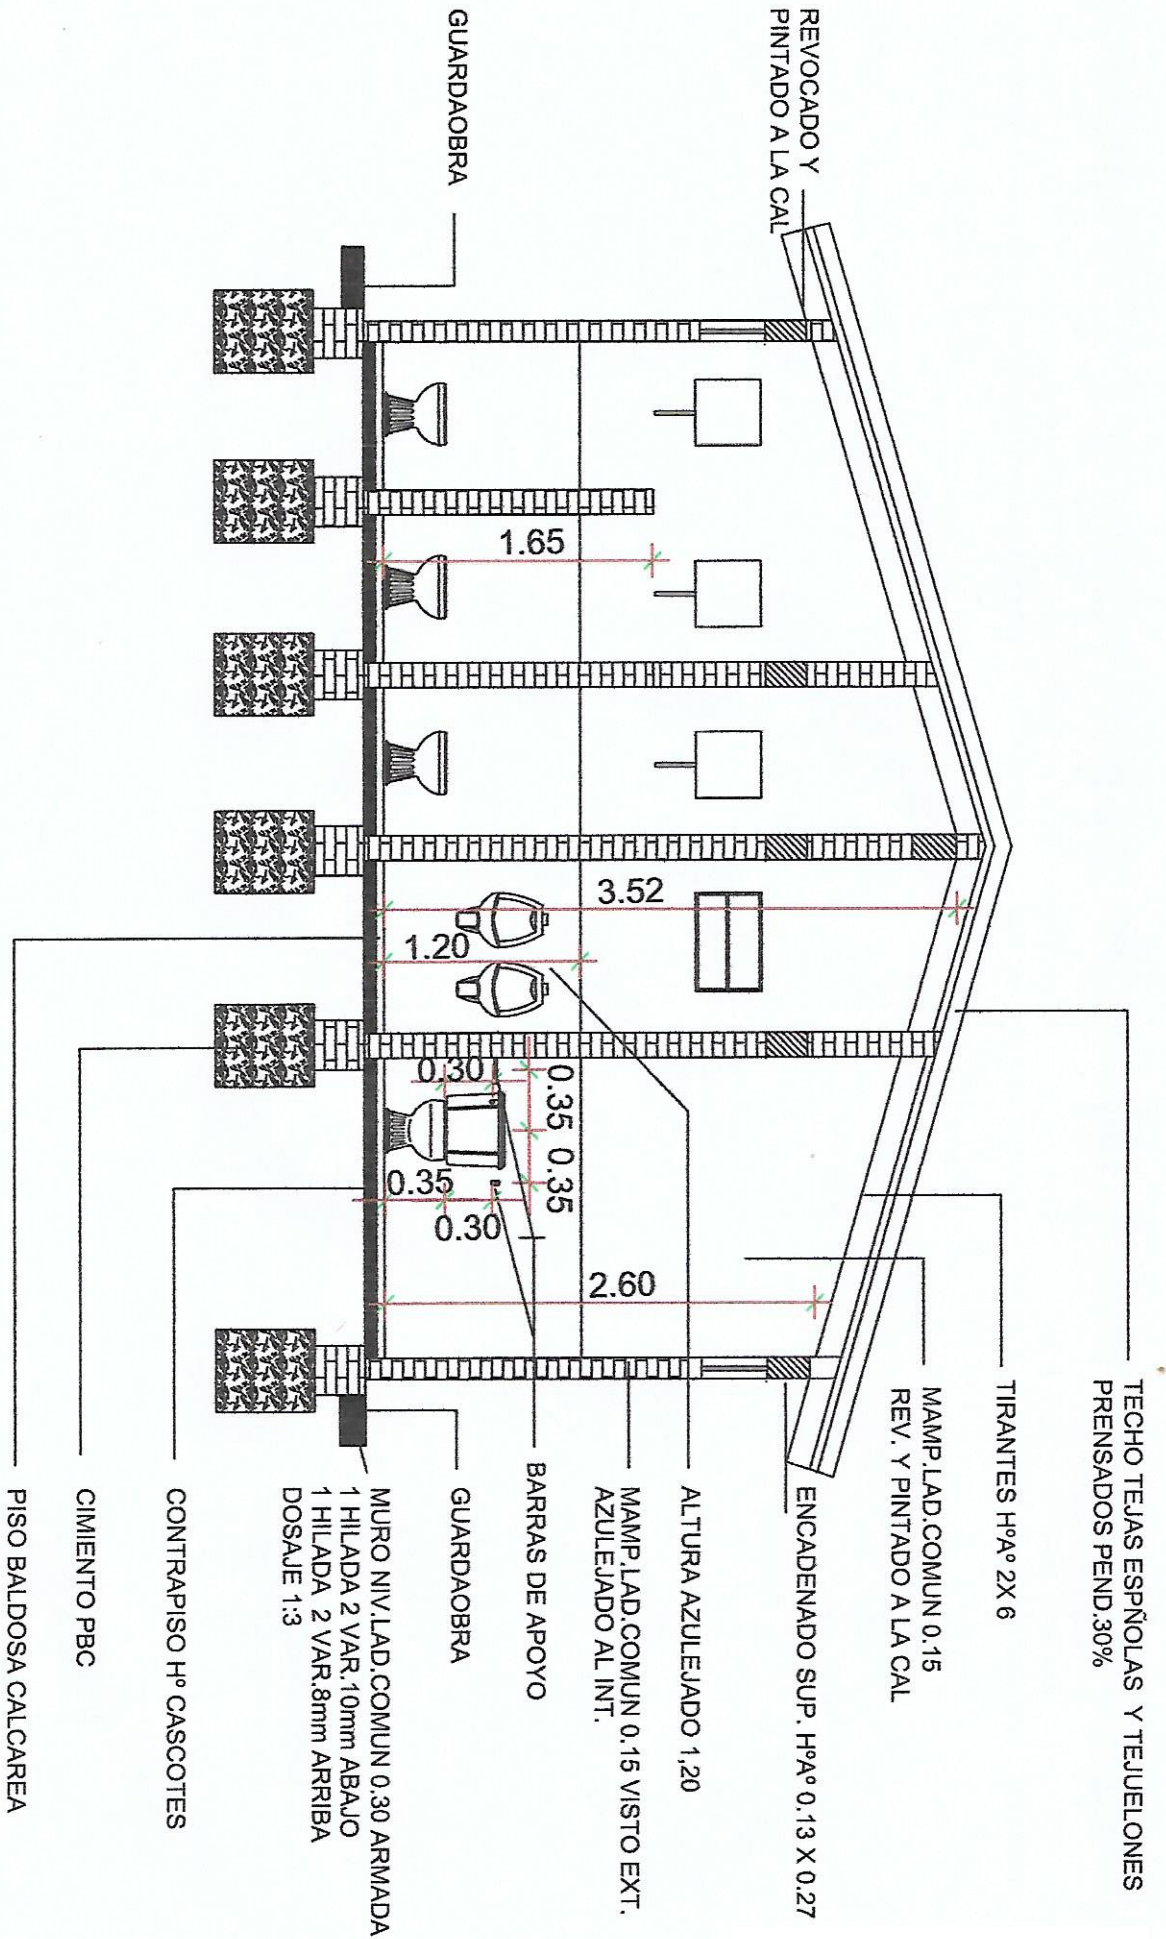 TECHO TEJAS ESPÑOLAS Y TEJUELONES
PRENSADOS PEND.30%
TIRANTES HºAº 2X6
MAMP.LAD.COMUN 0.15
REV. Y PINTADO A LA CAL
ENCADENADO SUP. HºAº 0.13 X 0.27
REVOCADO Y
PINTADO A LA CAL
ALTURA AZULEJADO 1,20
MAMP.LAD.COMUN 0.15 VISTO EXT.
AZULEJADO AL INT.
BARRAS DE APOYO
GUARDAOBRA
GUARDAOBRA
MURO NIV.LAD.COMUN 0.30 ARMADA
1 HILADA 2 VAR.10mm ABAJO
1 HILADA 2 VAR.8mm ARRIBA
DOSAJE 1:3
CONTRAPISO Hº CASCOTES
CIMIENTO PBC
PISO BALDOSA CALCAREA
1.65
3.52
1.20
0.35
0.35
0.30
0.35
0.30
2.60